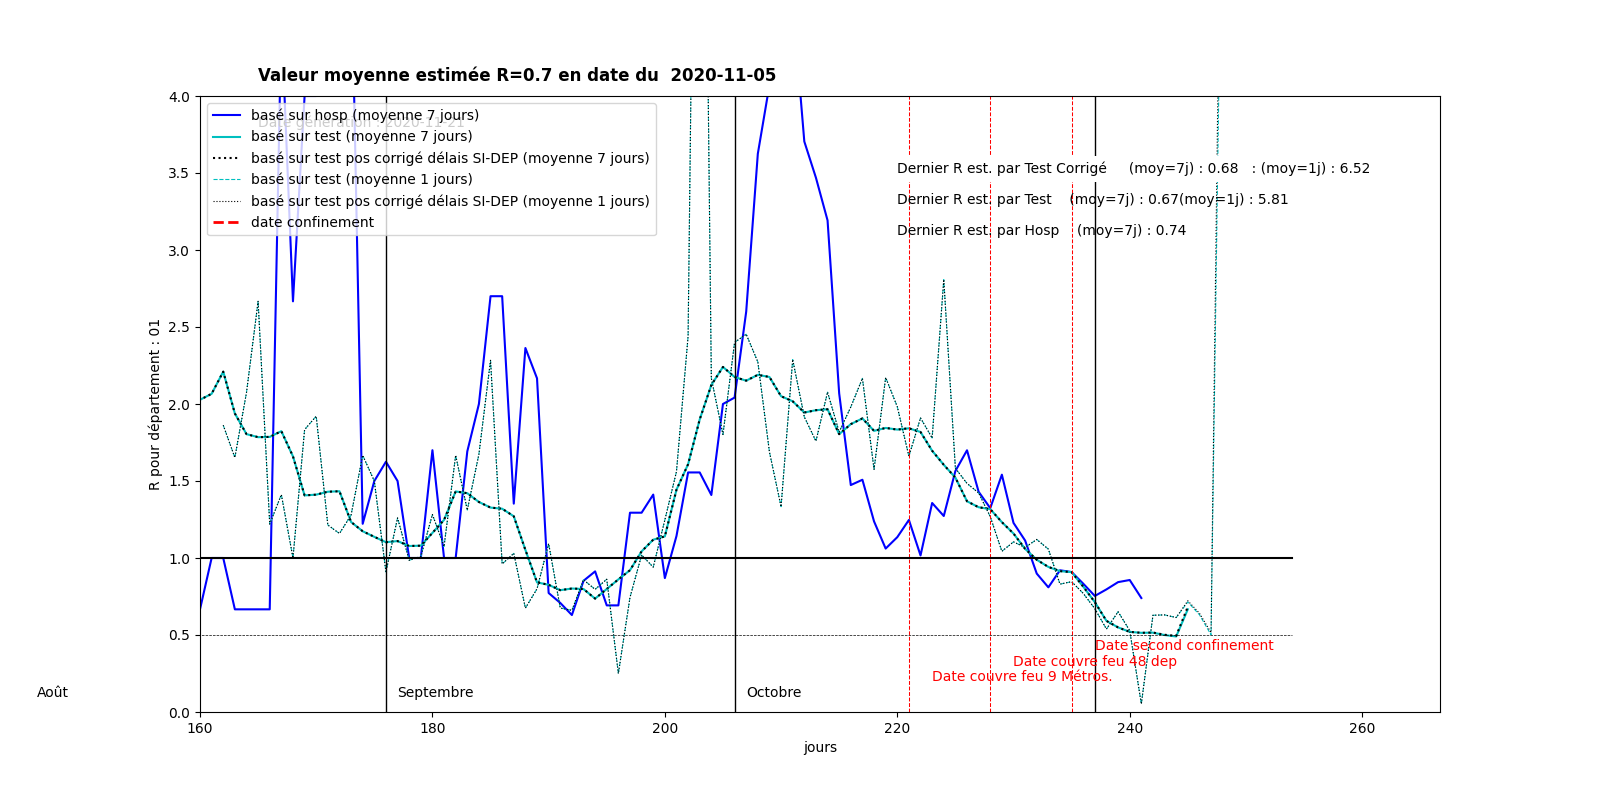 Valeur moyenne estimée R=0.7 en date du  2020-11-05
Date génération : 2020-11-21
basé sur hosp (moyenne 7 jours)
basé sur test (moyenne 7 jours)
basé sur test pos corrigé délais SI-DEP (moyenne 7 jours)
basé sur test (moyenne 1 jours)
basé sur test pos corrigé délais SI-DEP (moyenne 1 jours)
date confinement
Dernier R est. par Test Corrigé (moy=7j) : 0.68 : (moy=1j) : 6.52
Dernier R est. par Test (moy=7j) : 0.67(moy=1j) : 5.81
Dernier R est. par Hosp (moy=7j) : 0.74
4.0
3.5
3.0
2.5
2.0
1.5
1.0
0.5
0.0
R pour département : 01
Date second confinement
Date couvre feu 48 dep
Date couvre feu 9 Métros.
Août
Septembre
Octobre
160
180
200
220
240
260
jours